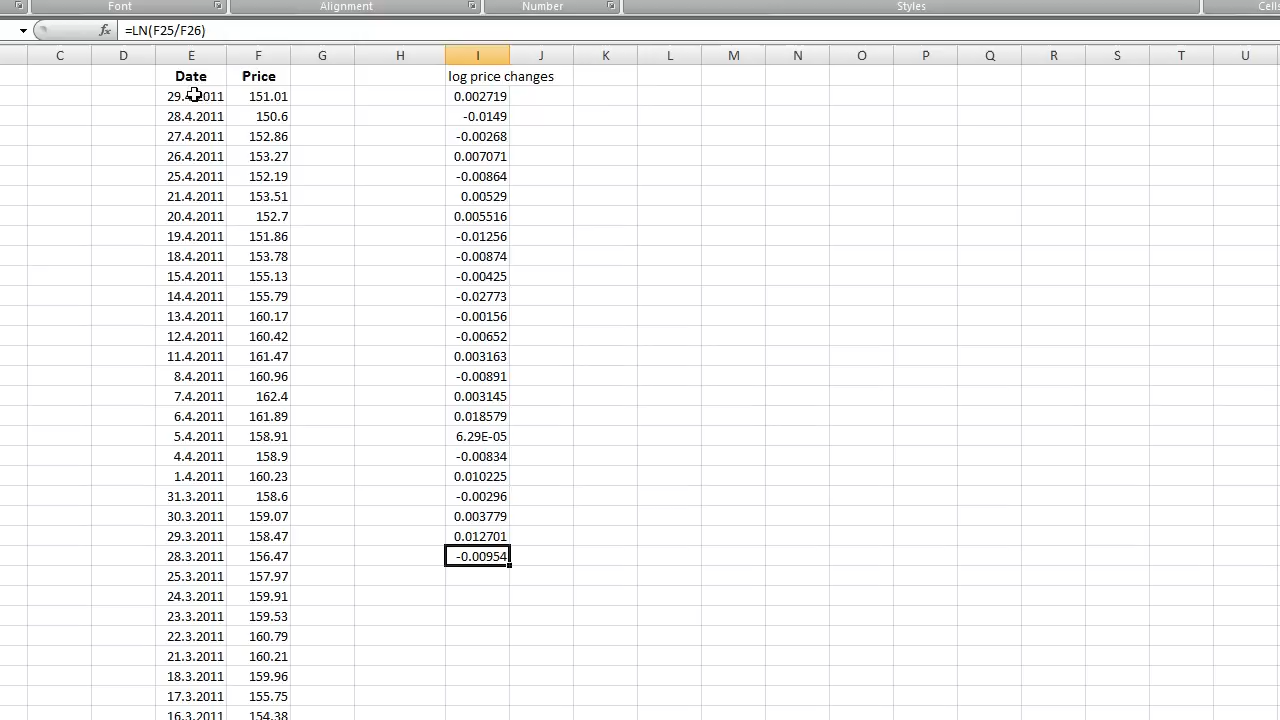 Font Alignment Number Styles Cells
fx =LN(F25/F26)
C D E F G H I J K L M N O P Q R S T U
Date Price log price changes
29.4.2011 151.01 0.002719
28.4.2011 150.6 -0.0149
27.4.2011 152.86 -0.00268
26.4.2011 153.27 0.007071
25.4.2011 152.19 -0.00864
21.4.2011 153.51 0.00529
20.4.2011 152.7 0.005516
19.4.2011 151.86 -0.01256
18.4.2011 153.78 -0.00874
15.4.2011 155.13 -0.00425
14.4.2011 155.79 -0.02773
13.4.2011 160.17 -0.00156
12.4.2011 160.42 -0.00652
11.4.2011 161.47 0.003163
8.4.2011 160.96 -0.00891
7.4.2011 162.4 0.003145
6.4.2011 161.89 0.018579
5.4.2011 158.91 6.29E-05
4.4.2011 158.9 -0.00834
1.4.2011 160.23 0.010225
31.3.2011 158.6 -0.00296
30.3.2011 159.07 0.003779
29.3.2011 158.47 0.012701
28.3.2011 156.47 -0.00954
25.3.2011 157.97
24.3.2011 159.91
23.3.2011 159.53
22.3.2011 160.79
21.3.2011 160.21
18.3.2011 159.96
17.3.2011 155.75
16.3.2011 154.38